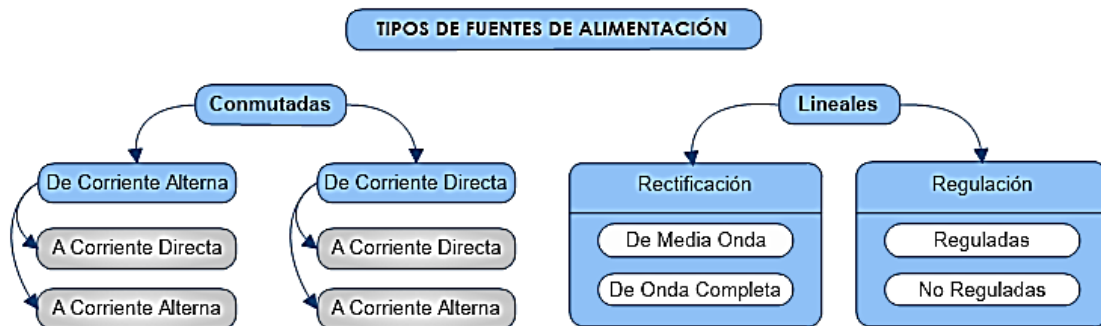 TIPOS DE FUENTES DE ALIMENTACIÓN
Conmutadas
De Corriente Alterna
A Corriente Directa
A Corriente Alterna
De Corriente Directa
A Corriente Directa
A Corriente Alterna
Lineales
Rectificación
De Media Onda
De Onda Completa
Regulación
Reguladas
No Reguladas